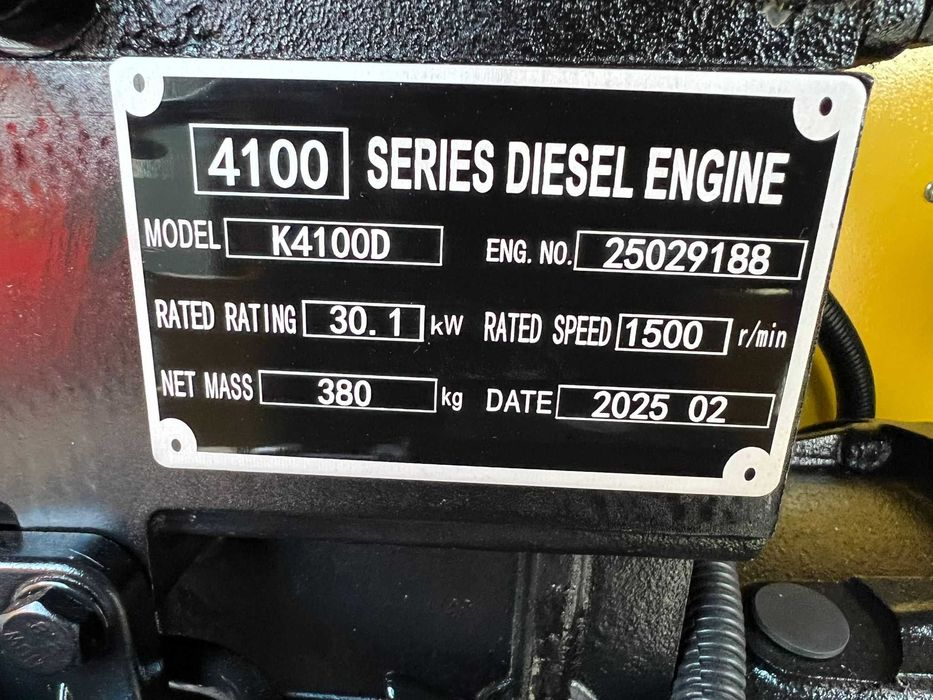 4100 SERIES DIESEL ENGINE
MODEL K4100D ENG. NO. 25029188
RATED RATING 30.1 kW RATED SPEED 1500 r/min
NET MASS 380 kg DATE 2025 02